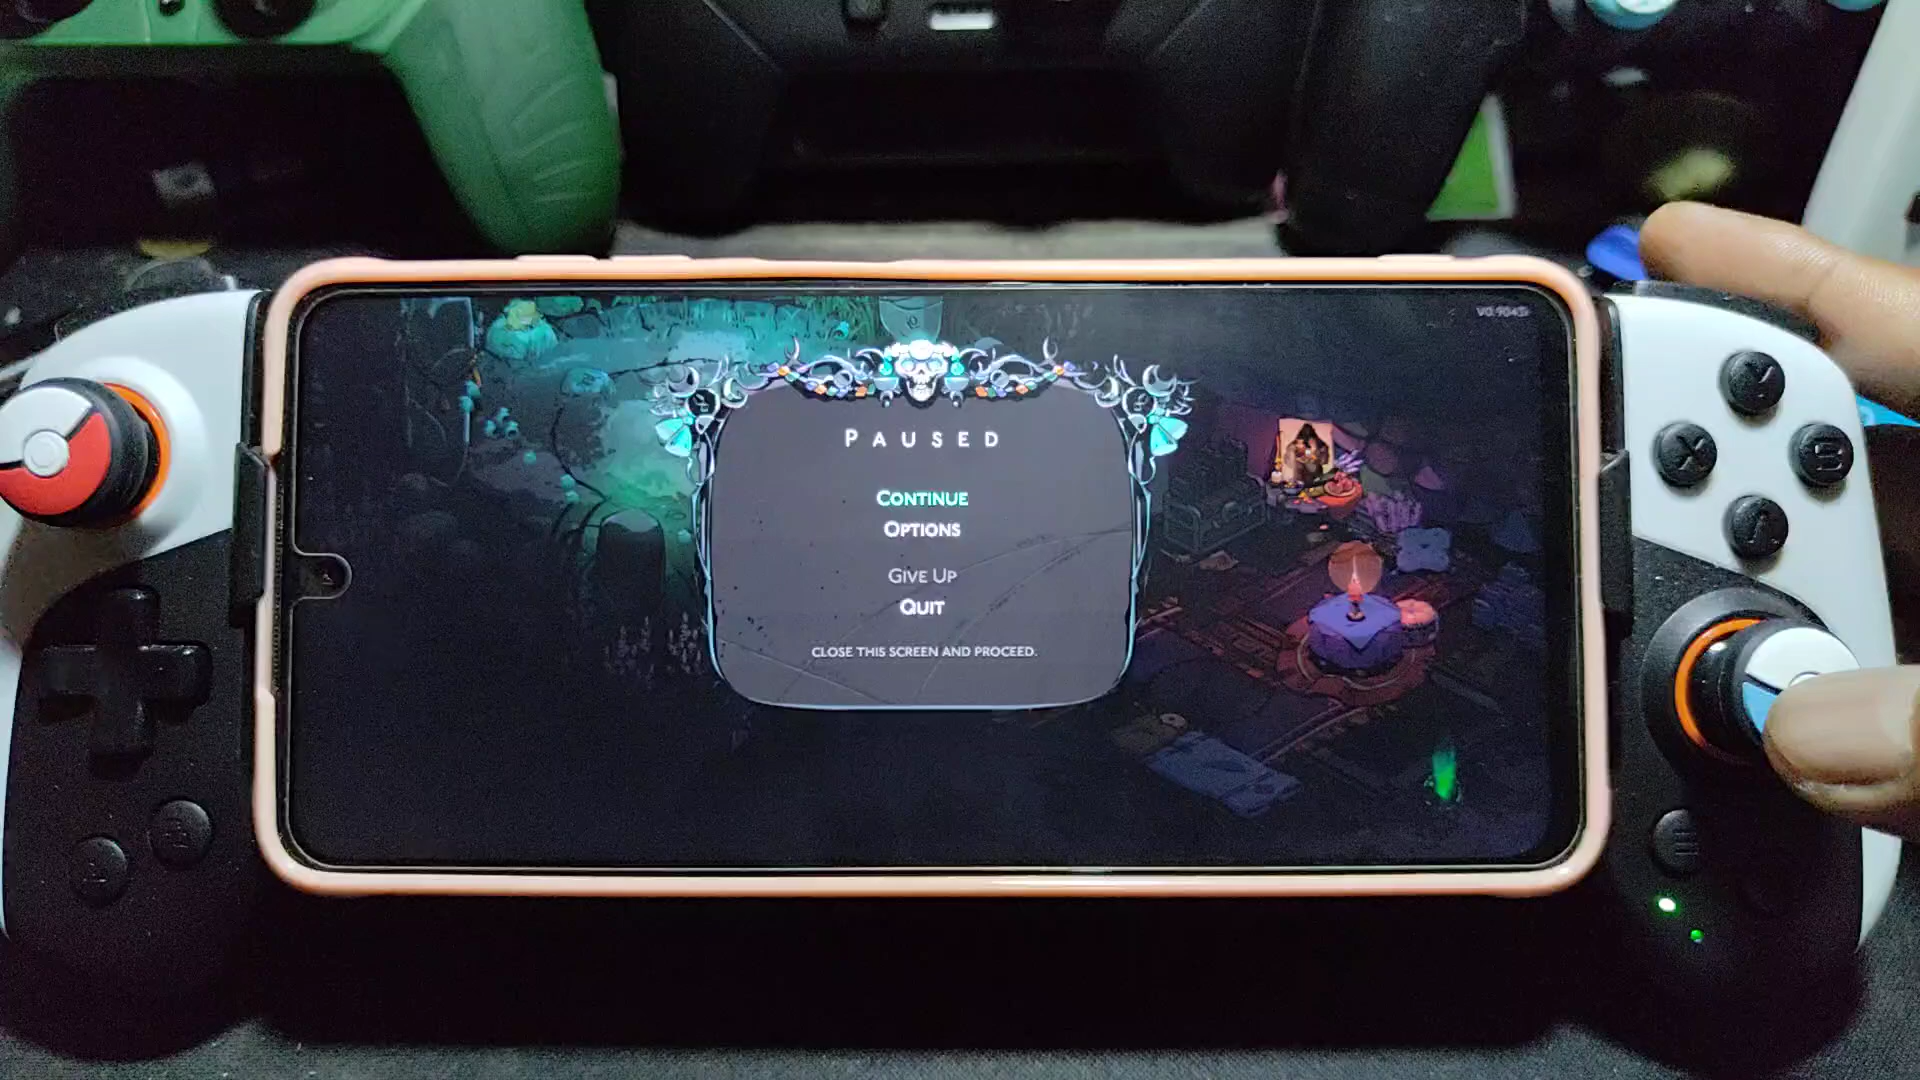 PAUSED
CONTINUE
OPTIONS
GIVE UP
QUIT
CLOSE THIS SCREEN AND PROCEED.
Y
X